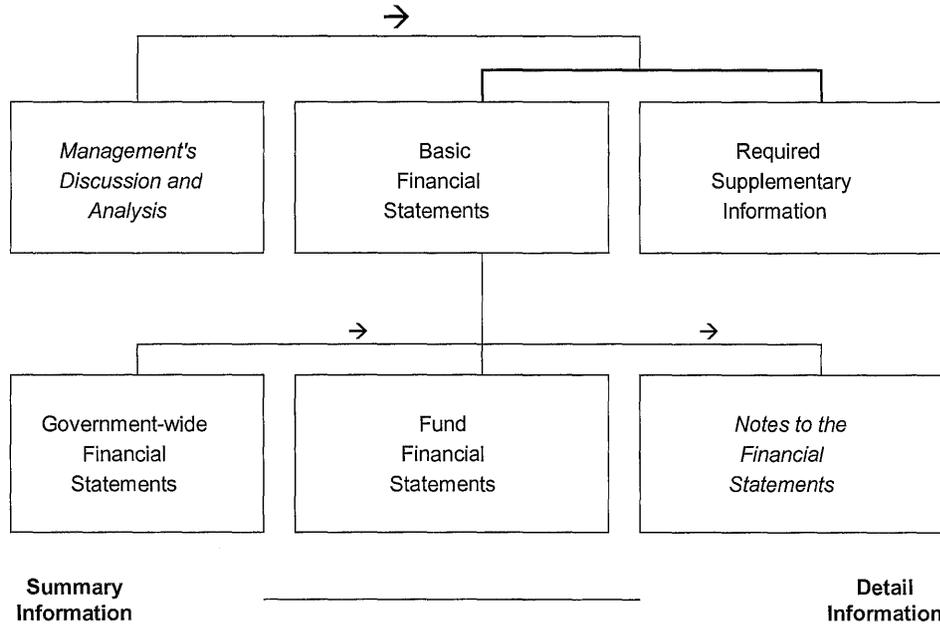 →
Management's
Discussion and
Analysis
Basic
Financial
Statements
Required
Supplementary
Information
→
→
Government-wide
Financial
Statements
Fund
Financial
Statements
Notes to the
Financial
Statements
Summary
Information
Detail
Information